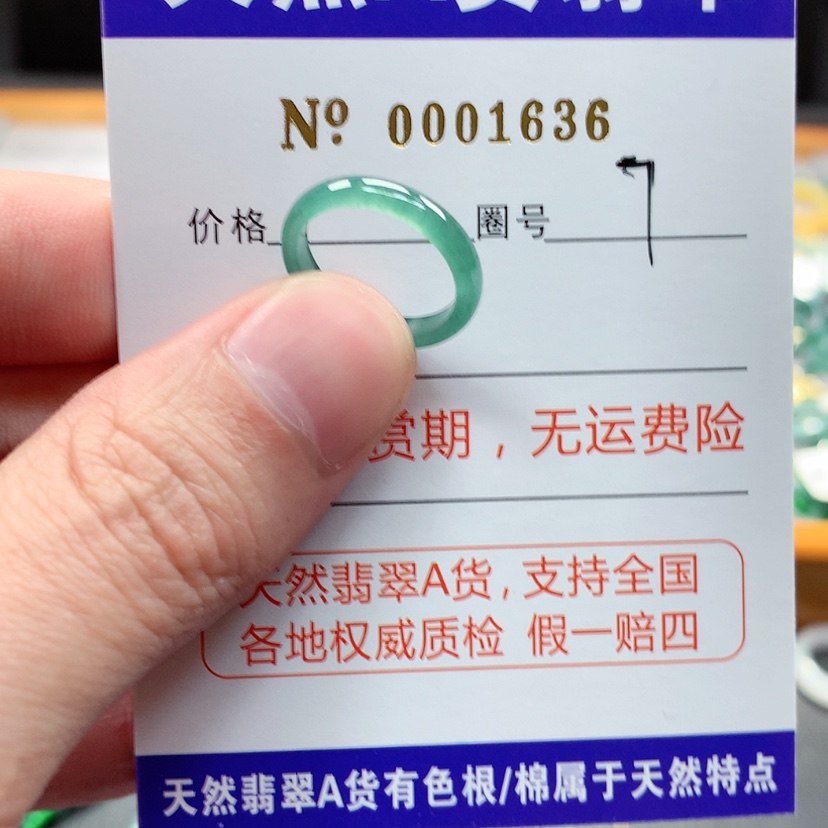 Nº 0001636
价格 圈号 7
赏期，无运费险
天然翡翠A货，支持全国
各地权威质检 假一赔四
天然翡翠A货有色根/棉属于天然特点